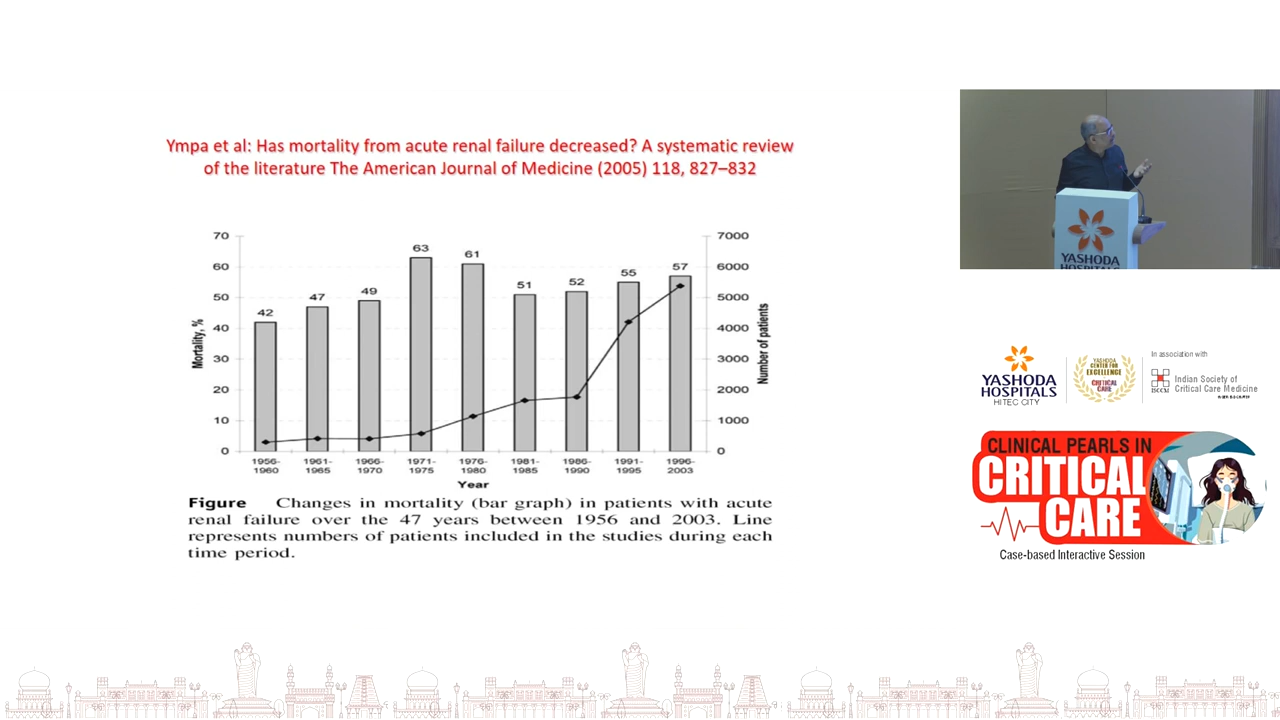 Ympa et al: Has mortality from acute renal failure decreased? A systematic review
of the literature The American Journal of Medicine (2005) 118, 827–832
70
60
50
40
30
20
10
0
Mortality, %
42
47
49
63
61
51
52
55
57
7000
6000
5000
4000
3000
2000
1000
0
Number of patients
1956-
1960
1961-
1965
1966-
1970
1971-
1975
1976-
1980
1981-
1985
1986-
1990
1991-
1995
1996-
2003
Year
Figure Changes in mortality (bar graph) in patients with acute
renal failure over the 47 years between 1956 and 2003. Line
represents numbers of patients included in the studies during each
time period.
YASHODA
HOSPITALS
YASHODA
HOSPITALS
HITEC CITY
YASHODA
CENTER FOR
EXCELLENCE
CRITICAL
CARE
In association with
ISCCM
Indian Society of
Critical Care Medicine
CLINICAL PEARLS IN
CRITICAL
CARE
Case-based Interactive Session